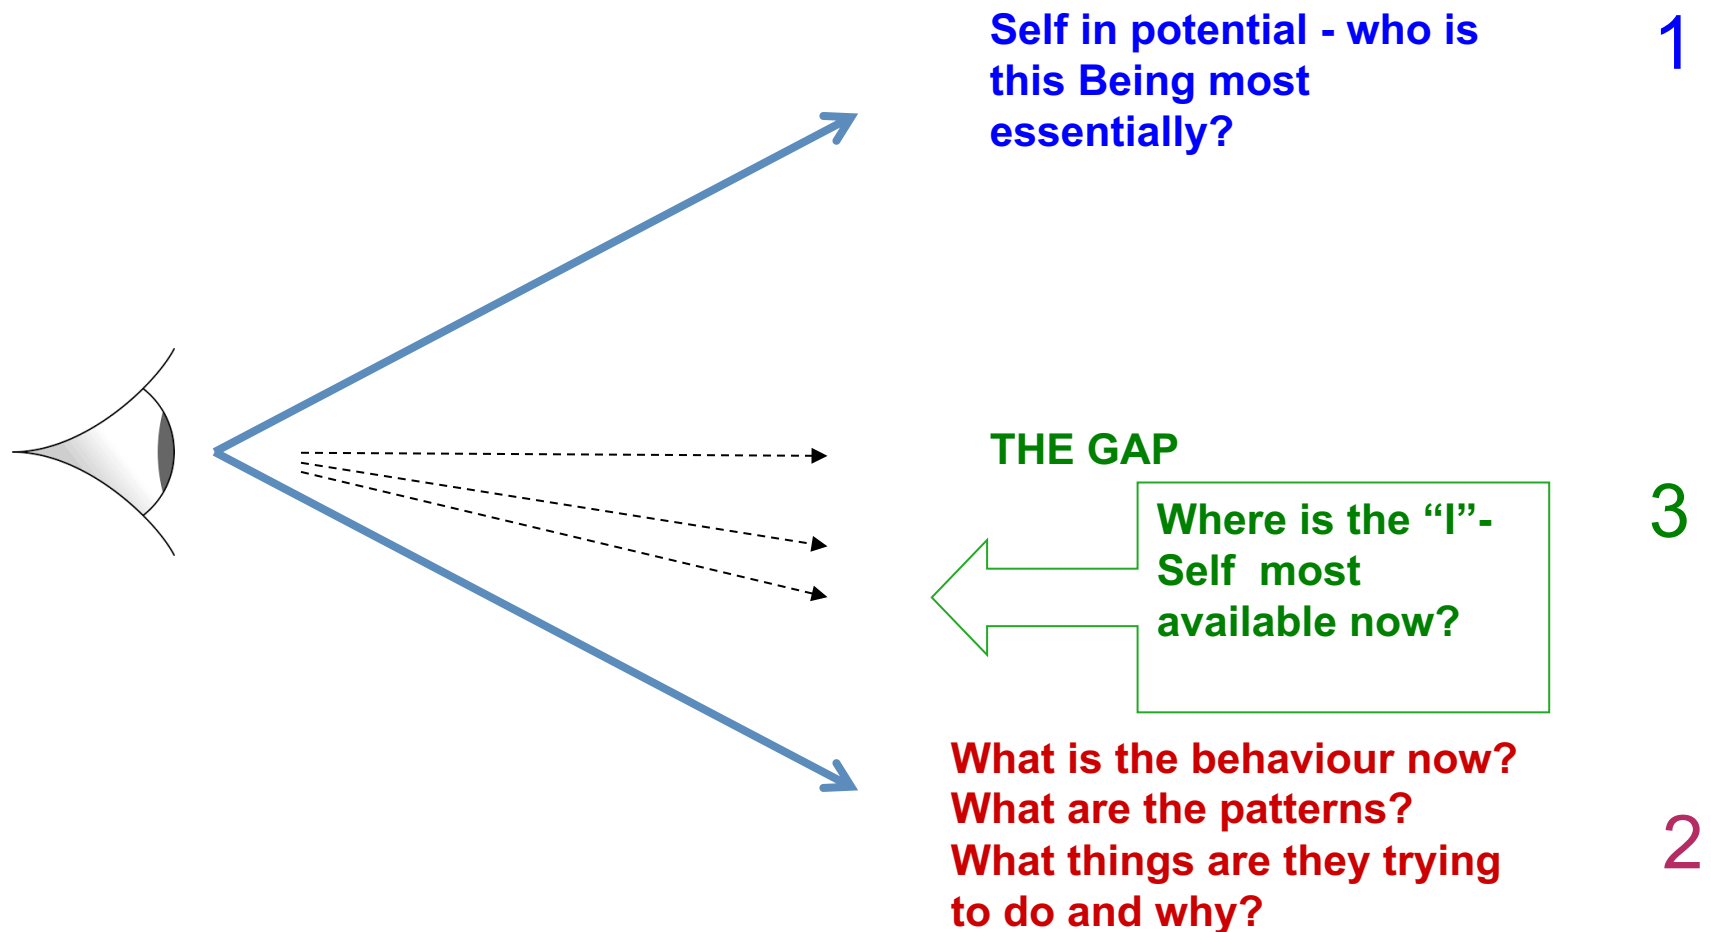 Self in potential - who is
this Being most
essentially?
1
THE GAP
Where is the “I”-
Self  most
available now?
3
What is the behaviour now?
What are the patterns?
What things are they trying
to do and why?
2